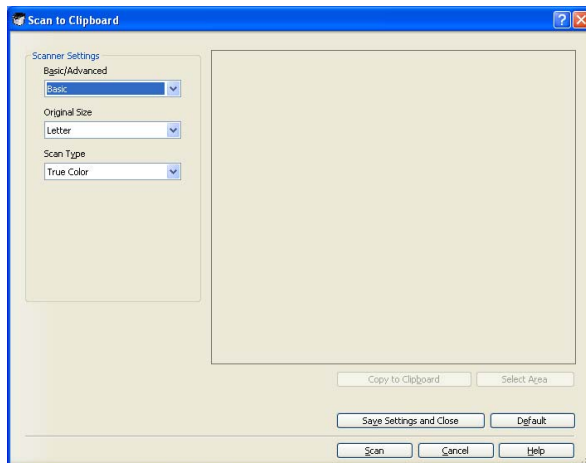 Scan to Clipboard
Scanner Settings
Basic/Advanced
Basic
Original Size
Letter
Scan Type
True Color
Copy to Clipboard Select Area
Save Settings and Close Default
Scan Cancel Help